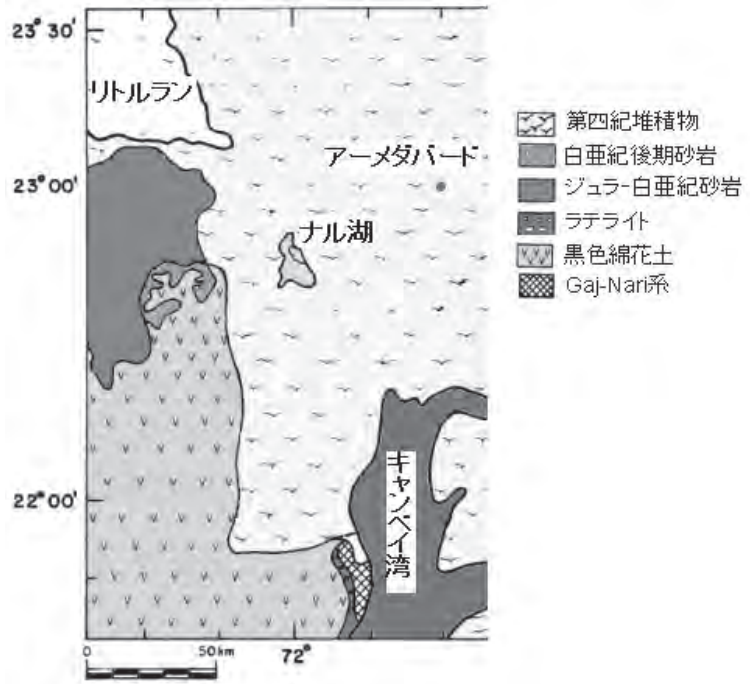 23° 30'
リトルラン
アーメダバード
23° 00'
ナル湖
22° 00'
キャンベイ湾
0 50km 72°
第四紀堆積物
白亜紀後期砂岩
ジュラー白亜紀砂岩
ラテライト
黒色綿花土
Gaj-Nari系